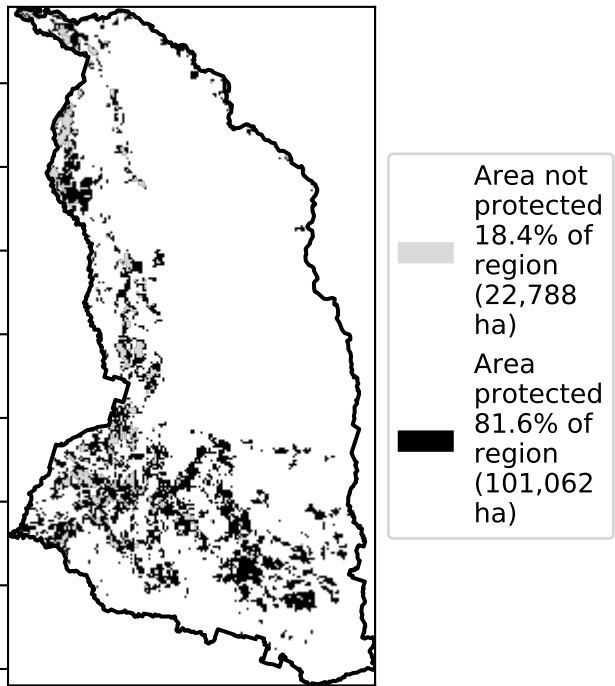 Area not
protected
18.4% of
region
(22,788
ha)
Area
protected
81.6% of
region
(101,062
ha)